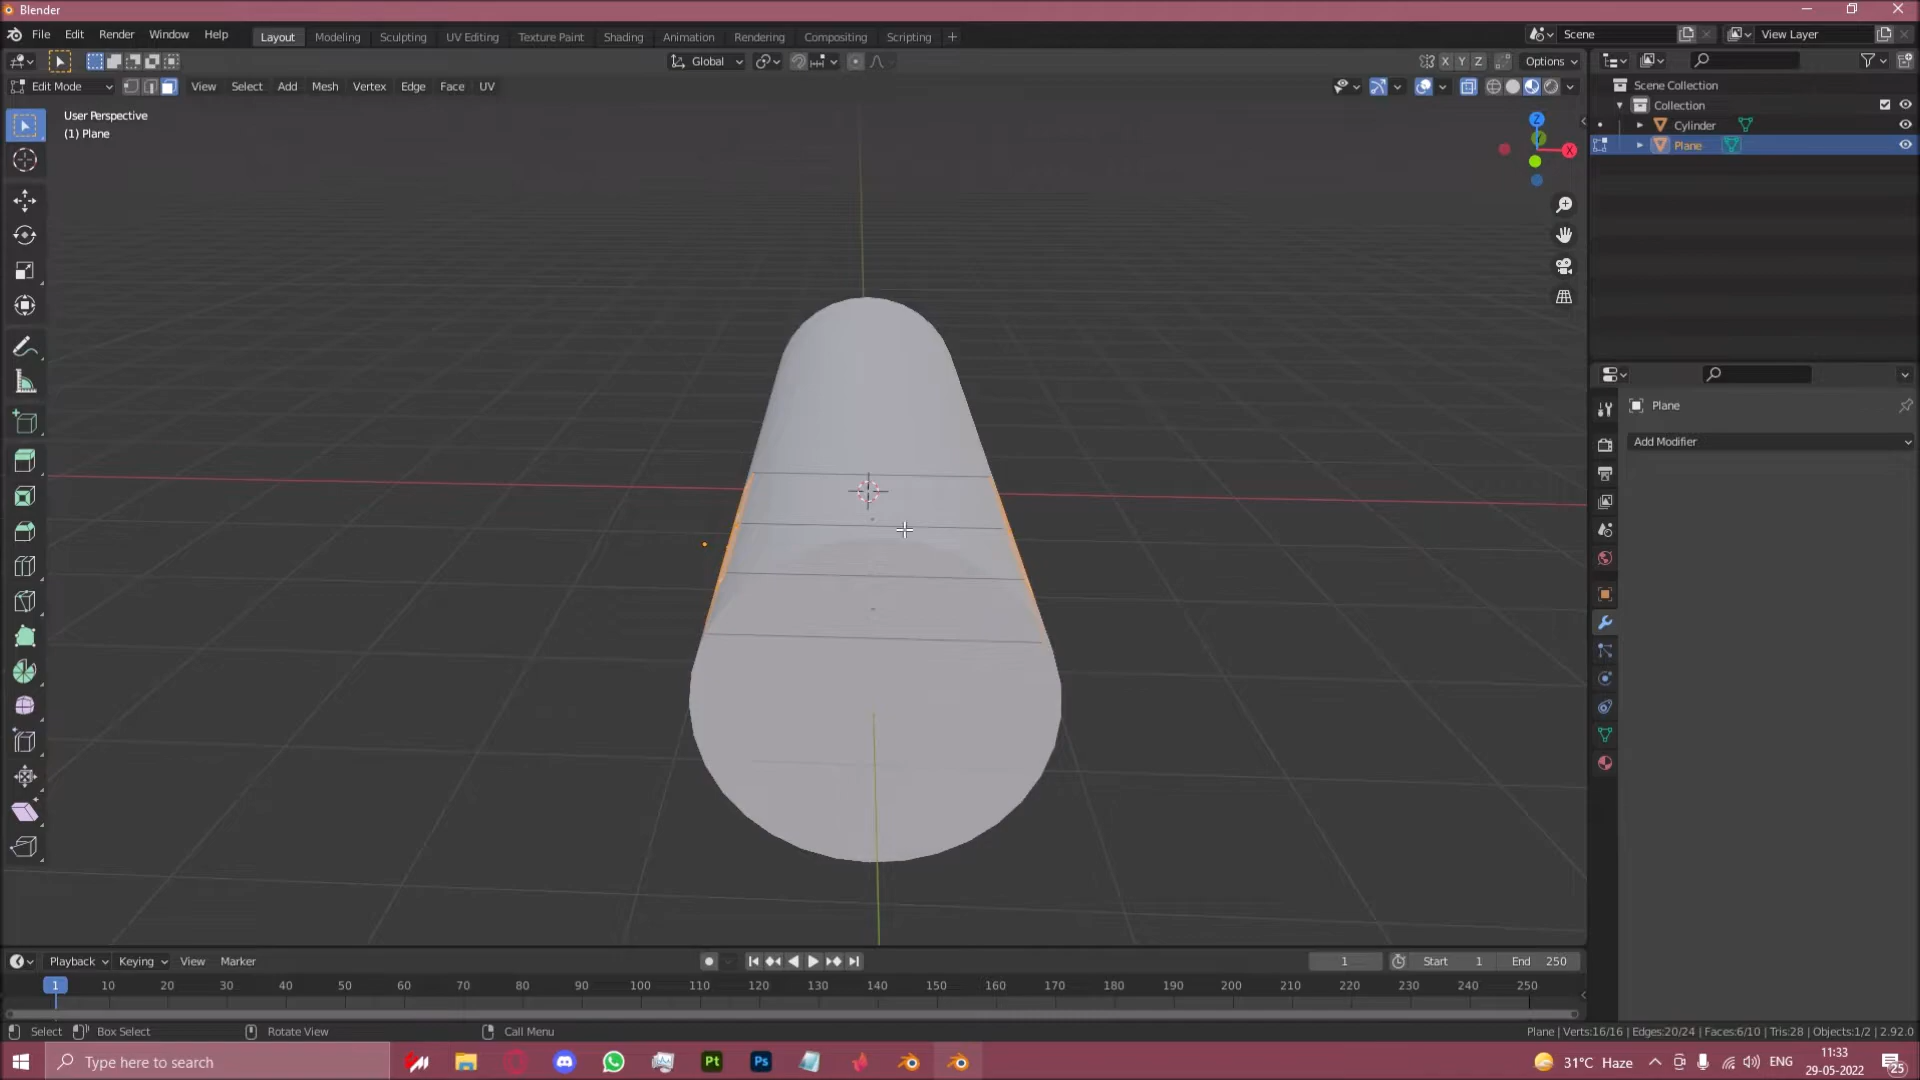 Blender
File Edit Render Window Help Layout Modeling Sculpting UV Editing Texture Paint Shading Animation Rendering Compositing Scripting + Scene View Layer
Global X Y Z Options
Edit Mode View Select Add Mesh Vertex Edge Face UV
User Perspective
(1) Plane
Z
X
Scene Collection
Collection
Cylinder
Plane
Plane
Add Modifier
Playback Keying View Marker 1 Start 1 End 250
1 10 20 30 40 50 60 70 80 90 100 110 120 130 140 150 160 170 180 190 200 210 220 230 240 250
Select Box Select Rotate View Call Menu Plane | Verts:16/16 | Edges:20/24 | Faces:6/10 | Tris:28 | Objects:1/2 | 2.92.0
Type here to search Pt Ps 31°C Haze ENG 11:33
29-05-2022 25